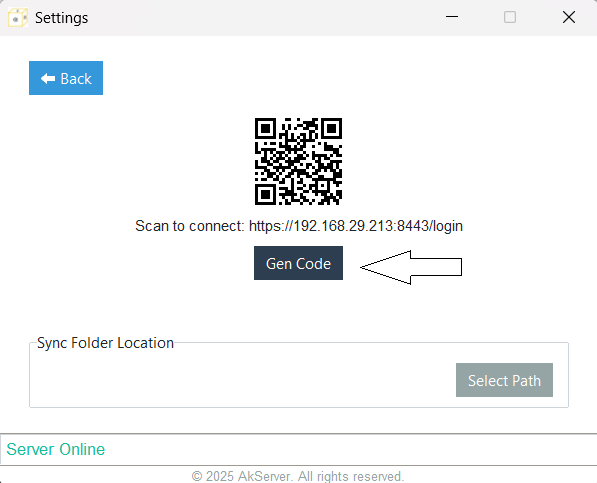 Settings
Back
Scan to connect: https://192.168.29.213:8443/login
Gen Code
Sync Folder Location
Select Path
Server Online
© 2025 AkServer. All rights reserved.